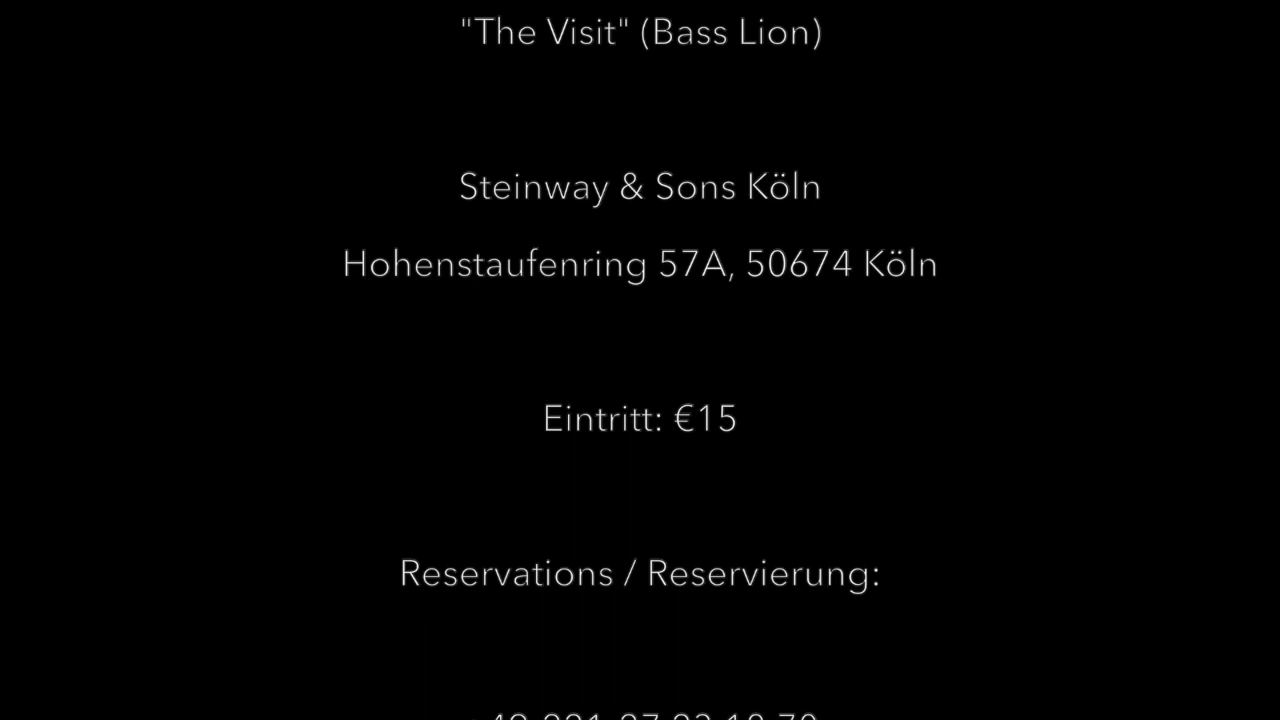 "The Visit" (Bass Lion)
Steinway & Sons Köln
Hohenstaufenring 57A, 50674 Köln
Eintritt: €15
Reservations / Reservierung: